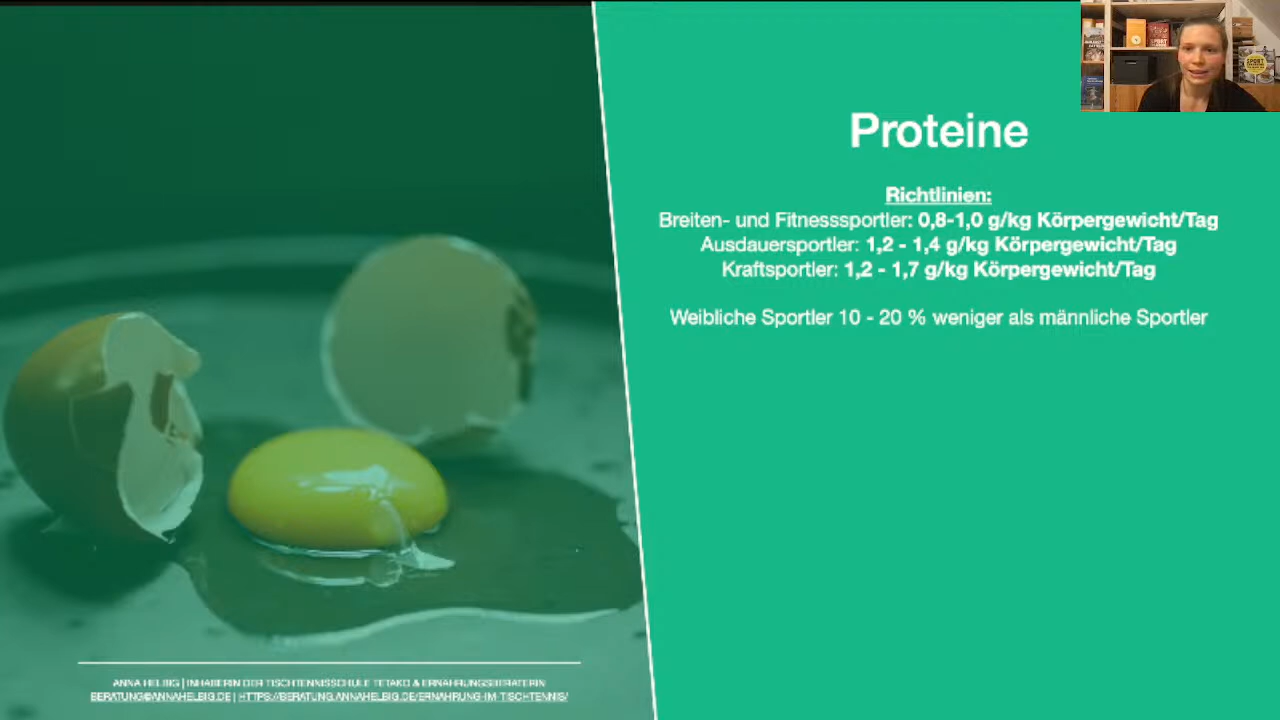 Proteine
Richtlinien:
Breiten- und Fitnesssportler: 0,8-1,0 g/kg Körpergewicht/Tag
Ausdauersportler: 1,2 - 1,4 g/kg Körpergewicht/Tag
Kraftsportler: 1,2 - 1,7 g/kg Körpergewicht/Tag
Weibliche Sportler 10 - 20 % weniger als männliche Sportler
ANNA HELBIG | INHABERIN DER TISCHTENNISSCHULE TETAKO & ERNÄHRUNGSBERATERIN
BERATUNG@ANNAHELBIG.DE | HTTPS://BERATUNG.ANNAHELBIG.DE/ERNAHRUNG-IM-TISCHTENNIS/